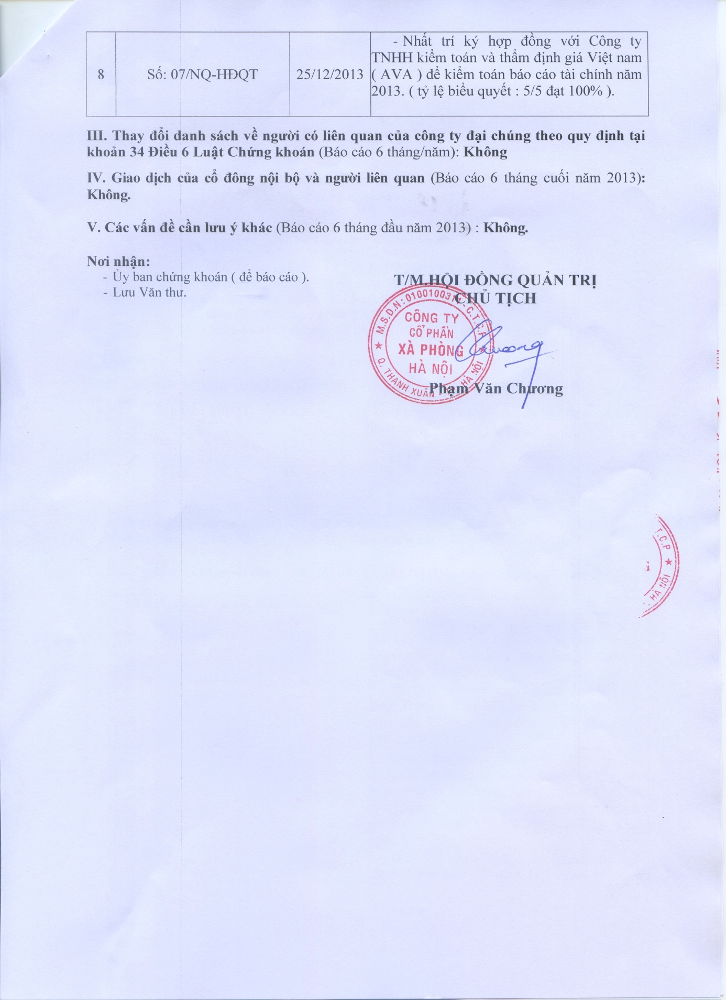 8
Số: 07/NQ-HĐQT
25/12/2013
- Nhất trí ký hợp đồng với Công ty
TNHH kiểm toán và thẩm định giá Việt nam
( AVA ) để kiểm toán báo cáo tài chính năm
2013. ( tỷ lệ biểu quyết : 5/5 đạt 100% ).
III. Thay đổi danh sách về người có liên quan của công ty đại chúng theo quy định tại
khoản 34 Điều 6 Luật Chứng khoán (Báo cáo 6 tháng/năm): Không
IV. Giao dịch của cổ đông nội bộ và người liên quan (Báo cáo 6 tháng cuối năm 2013):
Không.
V. Các vấn đề cần lưu ý khác (Báo cáo 6 tháng đầu năm 2013) : Không.
Nơi nhận:
- Ủy ban chứng khoán ( để báo cáo ).
- Lưu Văn thư.
T/M.HỘI ĐỒNG QUẢN TRỊ
CHỦ TỊCH
M.S.D.N: 01001003 - C.T.C.P
CÔNG TY
CỔ PHẦN
XÀ PHÒNG
HÀ NỘI
Q. THANH XUÂN - HÀ NỘI
Phạm Văn Chương
T.C.P
HÀ NỘI